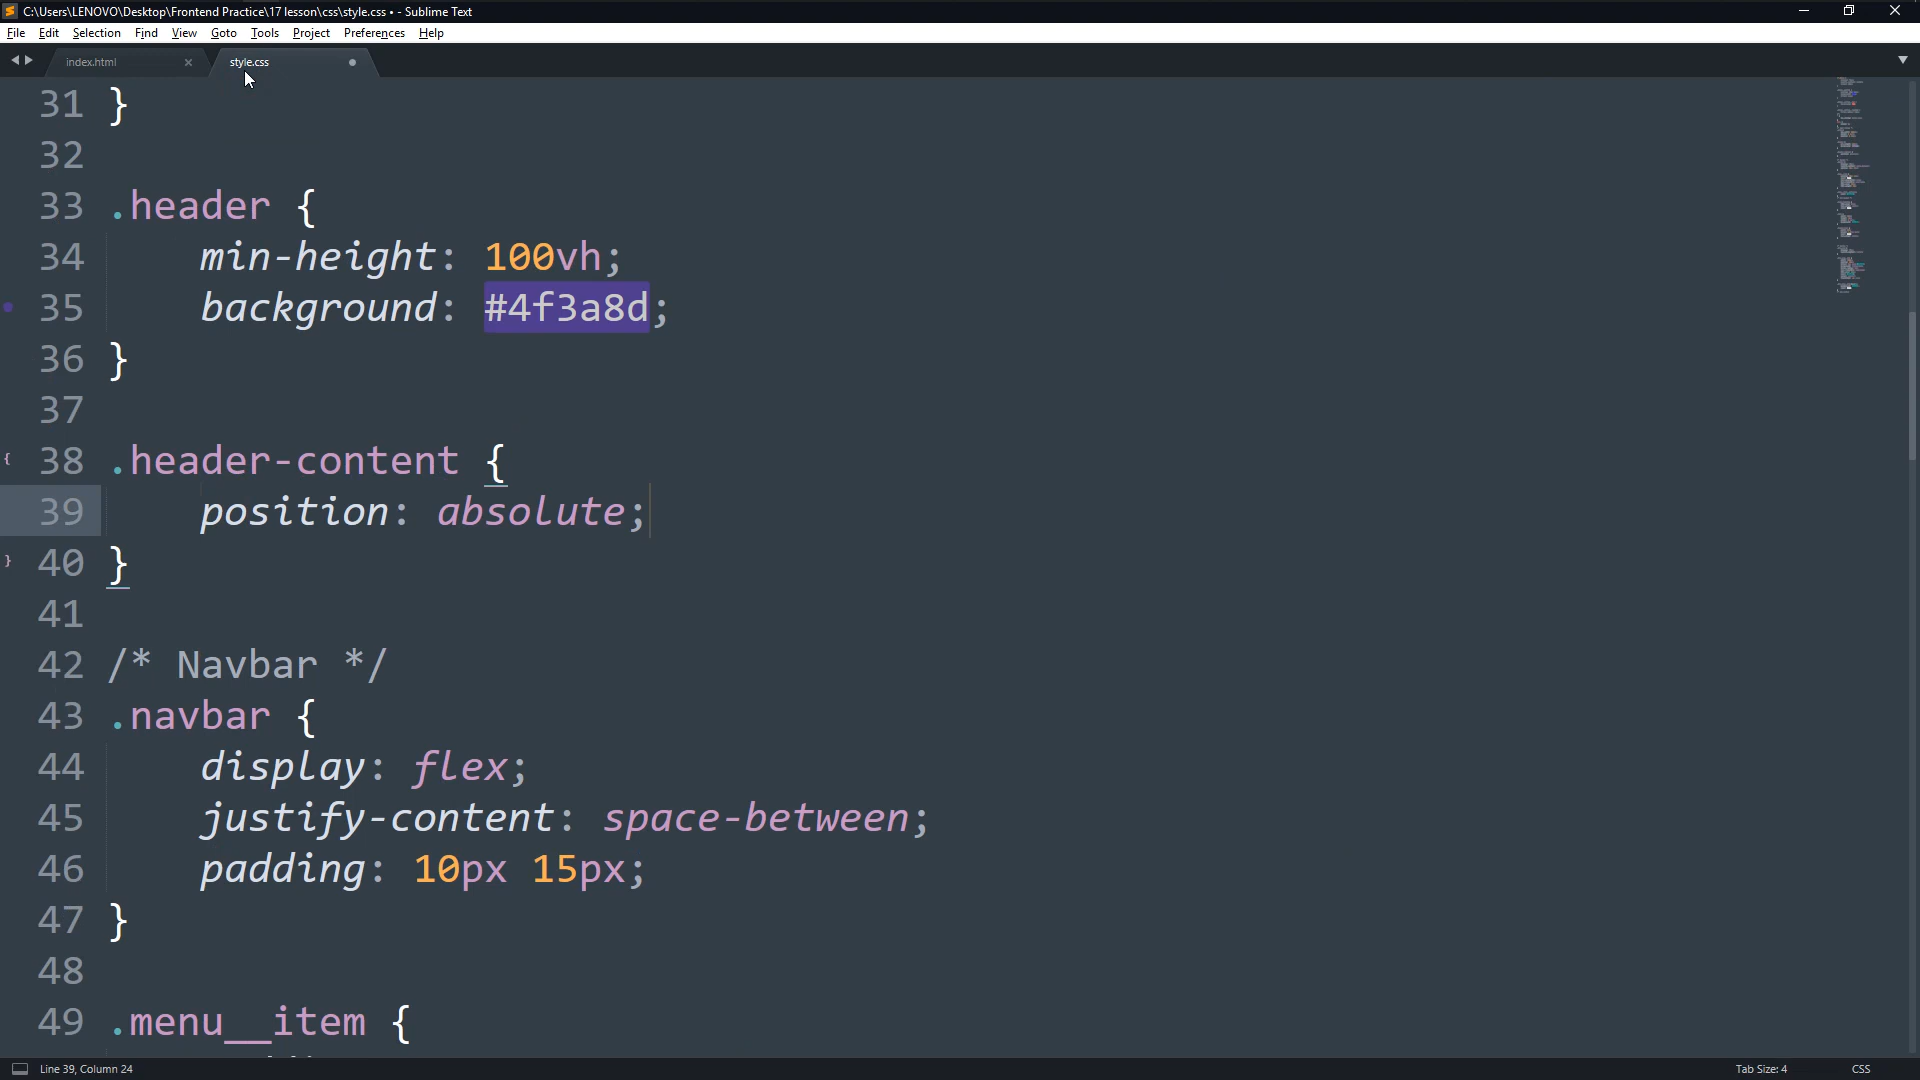 C:\Users\LENOVO\Desktop\Frontend Practice\17 lesson\css\style.css • - Sublime Text
File Edit Selection Find View Goto Tools Project Preferences Help
index.html style.css
31 }
32
33 .header {
34 min-height: 100vh;
35 background: #4f3a8d;
36 }
37
38 .header-content {
39 position: absolute;
40 }
41
42 /* Navbar */
43 .navbar {
44 display: flex;
45 justify-content: space-between;
46 padding: 10px 15px;
47 }
48
49 .menu__item {
Line 39, Column 24 Tab Size: 4 CSS